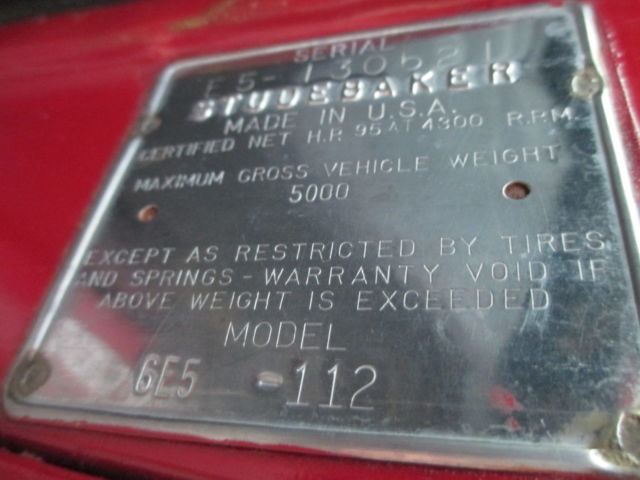 SERIAL
E5-130621
STUDEBAKER
MADE IN U.S.A.
CERTIFIED NET H.P. 95 AT 4300 R.P.M.
MAXIMUM GROSS VEHICLE WEIGHT
5000
EXCEPT AS RESTRICTED BY TIRES
AND SPRINGS - WARRANTY VOID IF
ABOVE WEIGHT IS EXCEEDED
MODEL
6E5 - 112